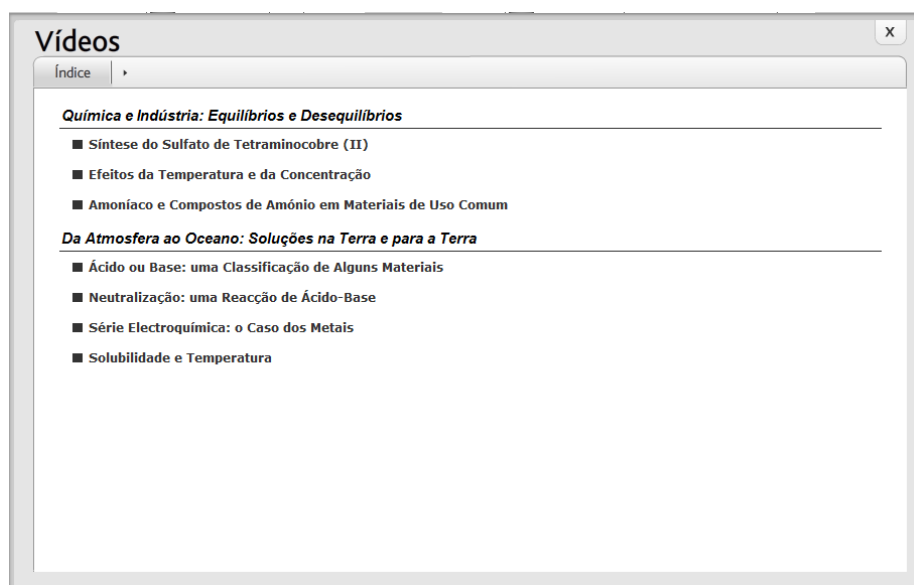 Vídeos
X
Índice
Química e Indústria: Equilíbrios e Desequilíbrios
Síntese do Sulfato de Tetraminocobre (II)
Efeitos da Temperatura e da Concentração
Amoníaco e Compostos de Amónio em Materiais de Uso Comum
Da Atmosfera ao Oceano: Soluções na Terra e para a Terra
Ácido ou Base: uma Classificação de Alguns Materiais
Neutralização: uma Reacção de Ácido-Base
Série Electroquímica: o Caso dos Metais
Solubilidade e Temperatura